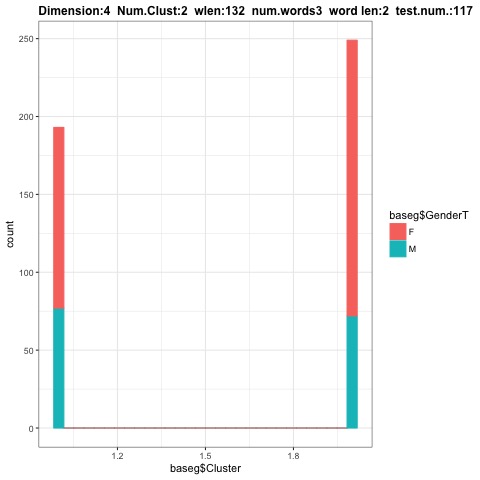 Dimension:4 Num.Clust:2 wlen:132 num.words3 word len:2 test.num.:117
250
200
150
100
50
0
count
1.2
1.5
1.8
baseg$Cluster
baseg$GenderT
F
M